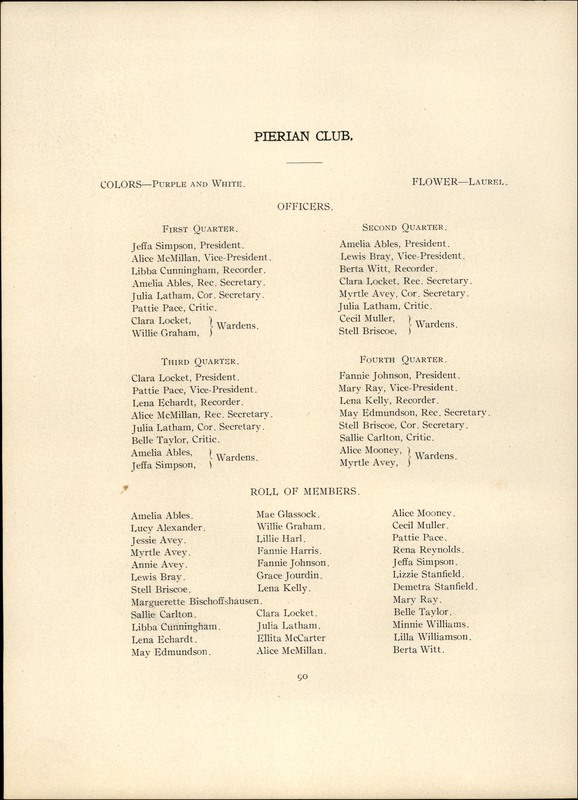 PIERIAN CLUB.
COLORS—PURPLE AND WHITE.
FLOWER—LAUREL.
OFFICERS.
FIRST QUARTER.
Jeffa Simpson, President.
Alice McMillan, Vice-President.
Libba Cunningham, Recorder.
Amelia Ables, Rec. Secretary.
Julia Latham, Cor. Secretary.
Pattie Pace, Critic.
Clara Locket, } Wardens.
Willie Graham,
SECOND QUARTER.
Amelia Ables, President.
Lewis Bray, Vice-President.
Berta Witt, Recorder.
Clara Locket, Rec. Secretary.
Myrtle Avey, Cor. Secretary.
Julia Latham, Critic.
Cecil Muller, } Wardens.
Stell Briscoe,
THIRD QUARTER.
Clara Locket, President.
Pattie Pace, Vice-President.
Lena Echardt, Recorder.
Alice McMillan, Rec. Secretary.
Julia Latham, Cor. Secretary.
Belle Taylor, Critic.
Amelia Ables, } Wardens.
Jeffa Simpson,
FOURTH QUARTER.
Fannie Johnson, President.
Mary Ray, Vice-President.
Lena Kelly, Recorder.
May Edmundson, Rec. Secretary.
Stell Briscoe, Cor. Secretary.
Sallie Carlton, Critic.
Alice Mooney, } Wardens.
Myrtle Avey,
ROLL OF MEMBERS.
Amelia Ables.
Lucy Alexander.
Jessie Avey.
Myrtle Avey.
Annie Avey.
Lewis Bray.
Stell Briscoe.
Marguerette Bischoffshausen.
Sallie Carlton.
Libba Cunningham.
Lena Echardt.
May Edmundson.
Mae Glassock.
Willie Graham.
Lillie Harl.
Fannie Harris.
Fannie Johnson.
Grace Jourdin.
Lena Kelly.
Clara Locket.
Julia Latham.
Ellita McCarter
Alice McMillan.
Alice Mooney.
Cecil Muller.
Pattie Pace.
Rena Reynolds.
Jeffa Simpson.
Lizzie Stanfield.
Demetra Stanfield.
Mary Ray.
Belle Taylor.
Minnie Williams.
Lilla Williamson.
Berta Witt.
90